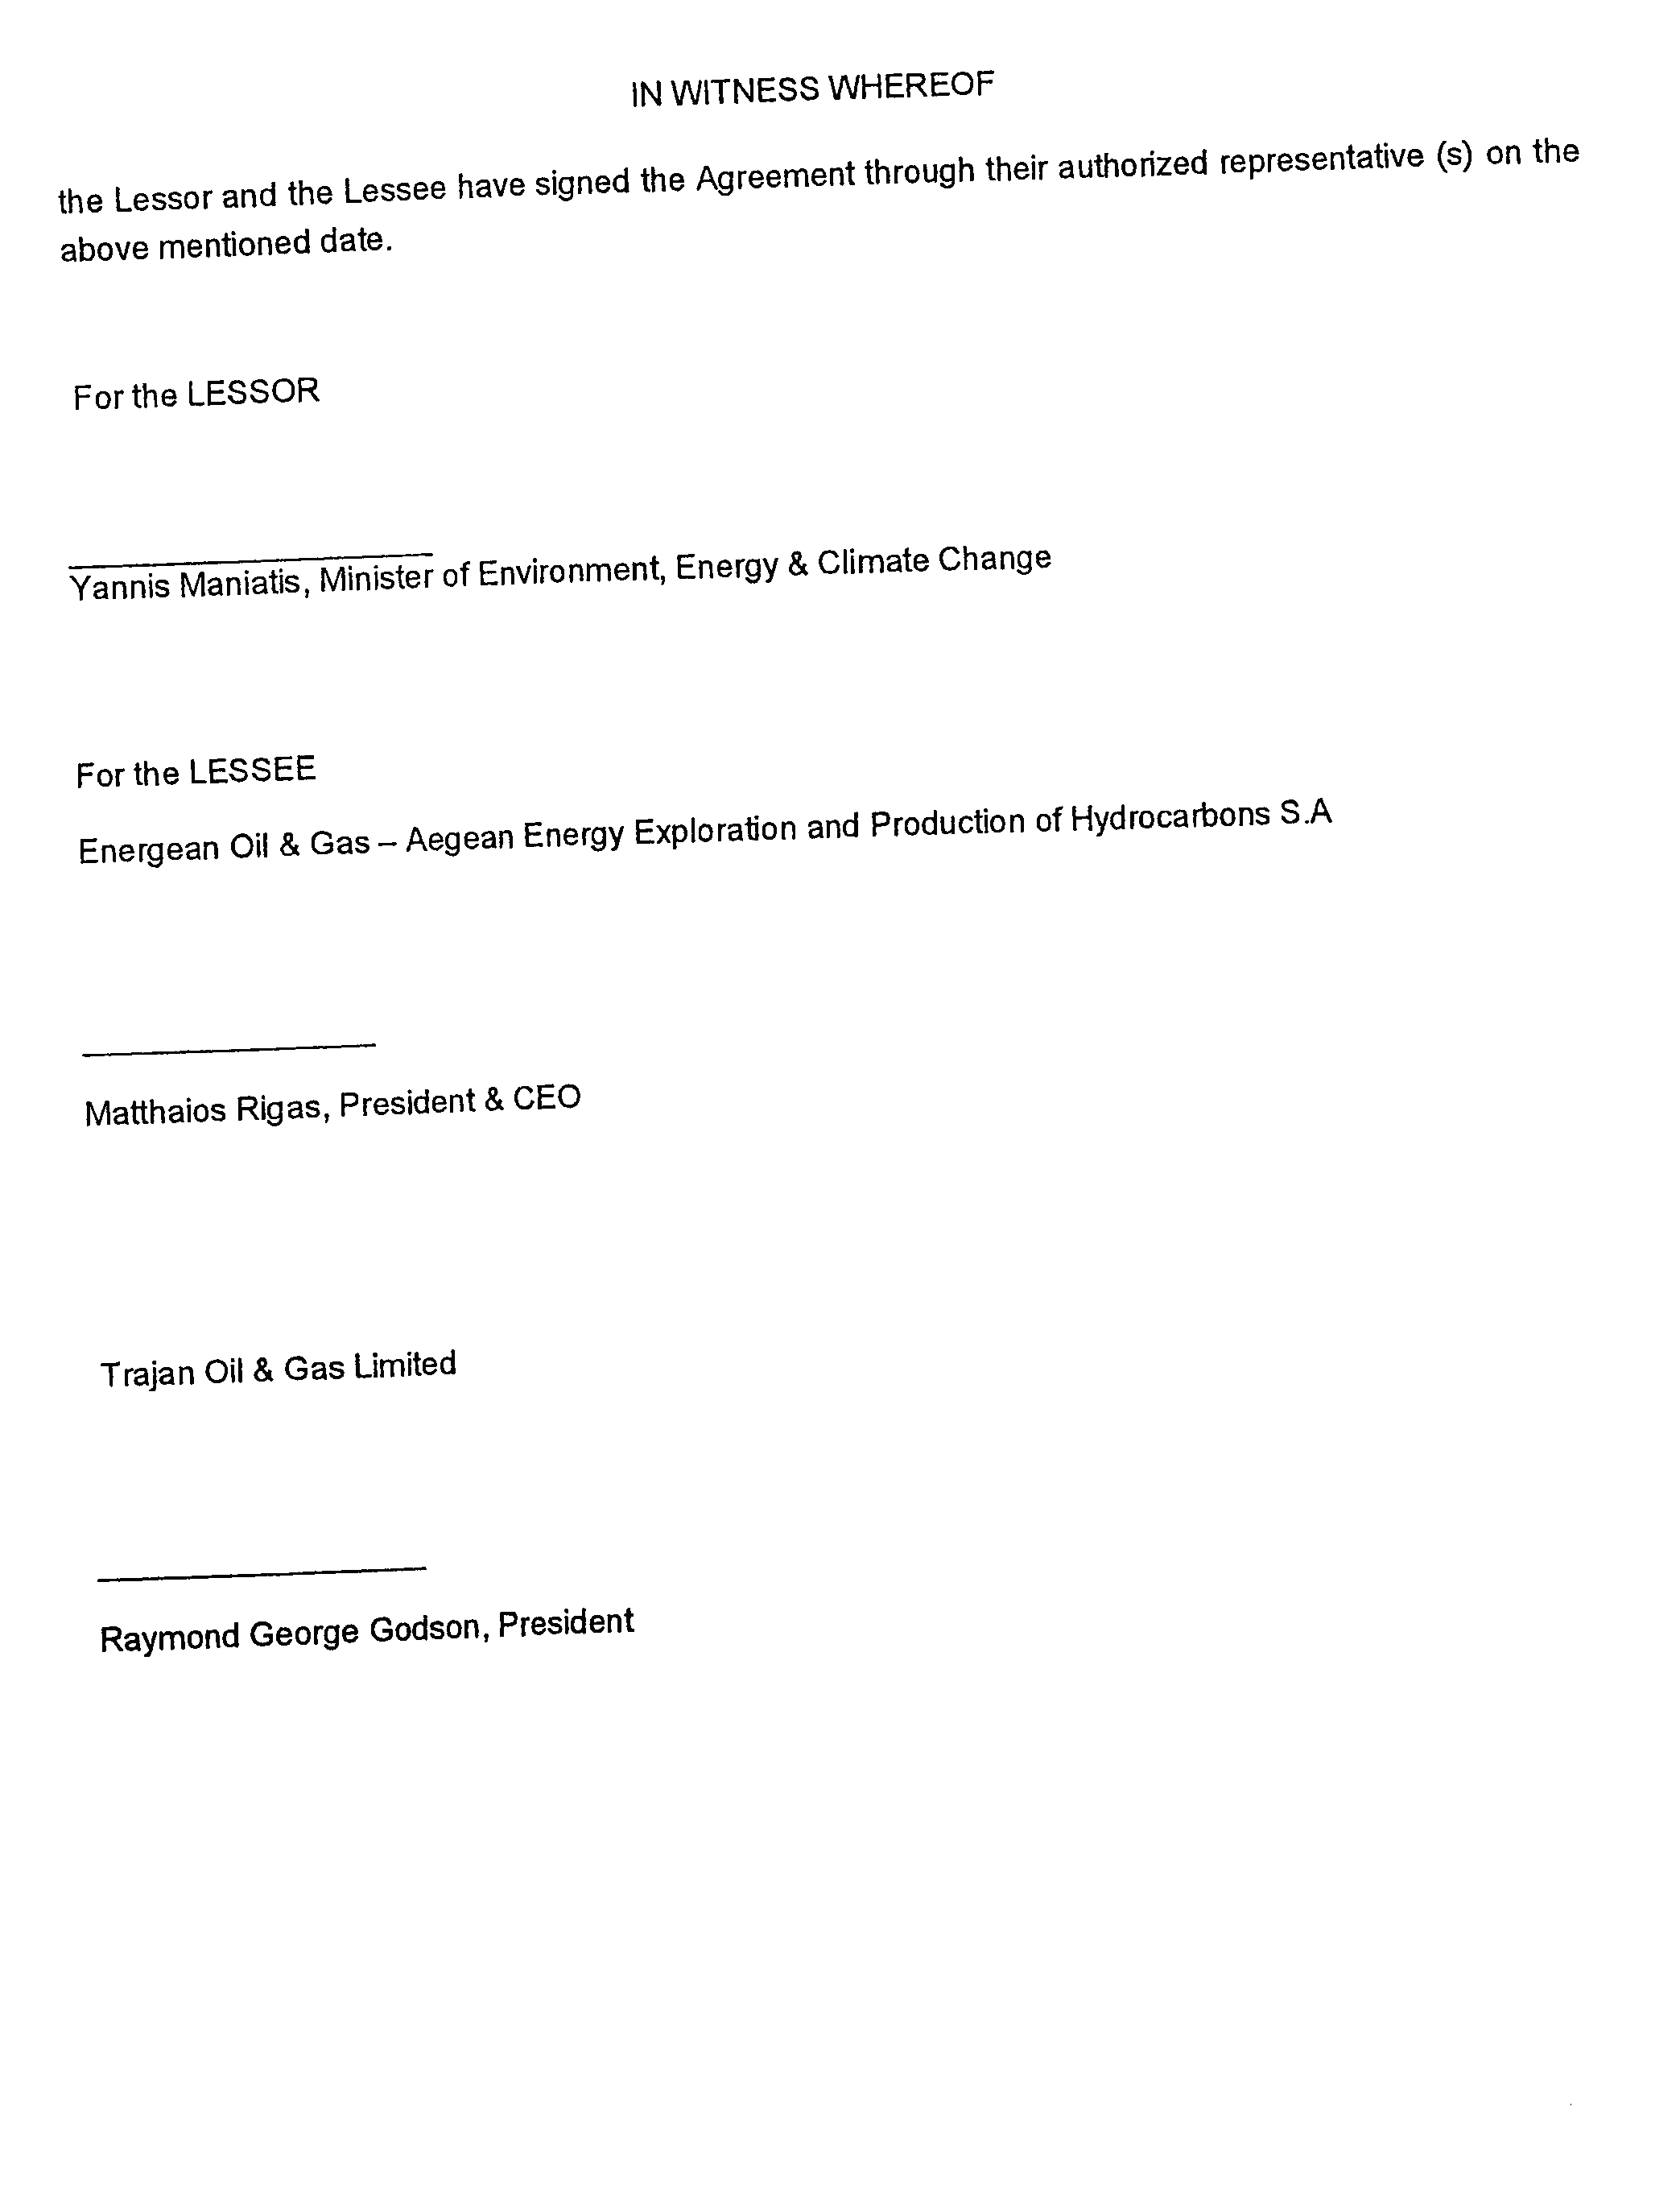 IN WITNESS WHEREOF
the Lessor and the Lessee have signed the Agreement through their authorized representative (s) on the
above mentioned date.
For the LESSOR
Yannis Maniatis, Minister of Environment, Energy & Climate Change
For the LESSEE
Energean Oil & Gas – Aegean Energy Exploration and Production of Hydrocarbons S.A
Matthaios Rigas, President & CEO
Trajan Oil & Gas Limited
Raymond George Godson, President